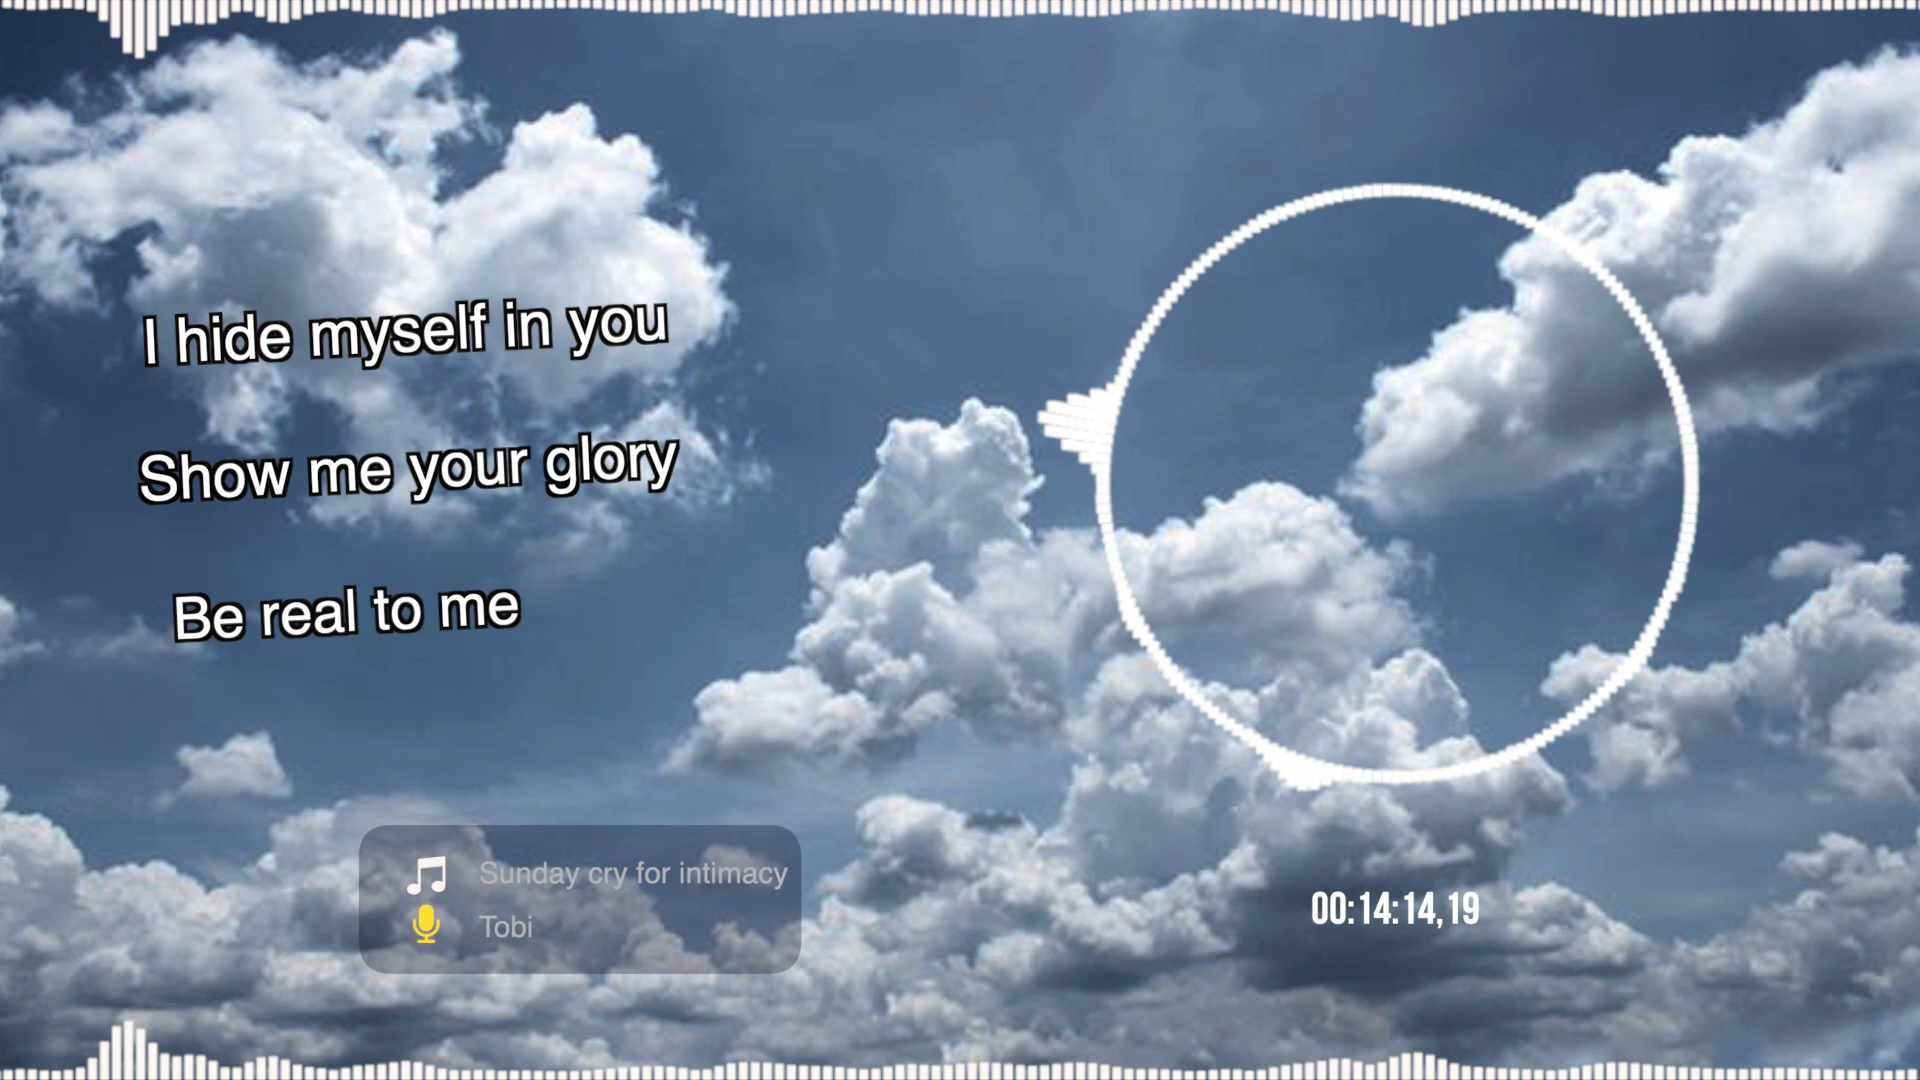 I hide myself in you
Show me your glory
Be real to me
Sunday cry for intimacy
Tobi
00:14:14,19